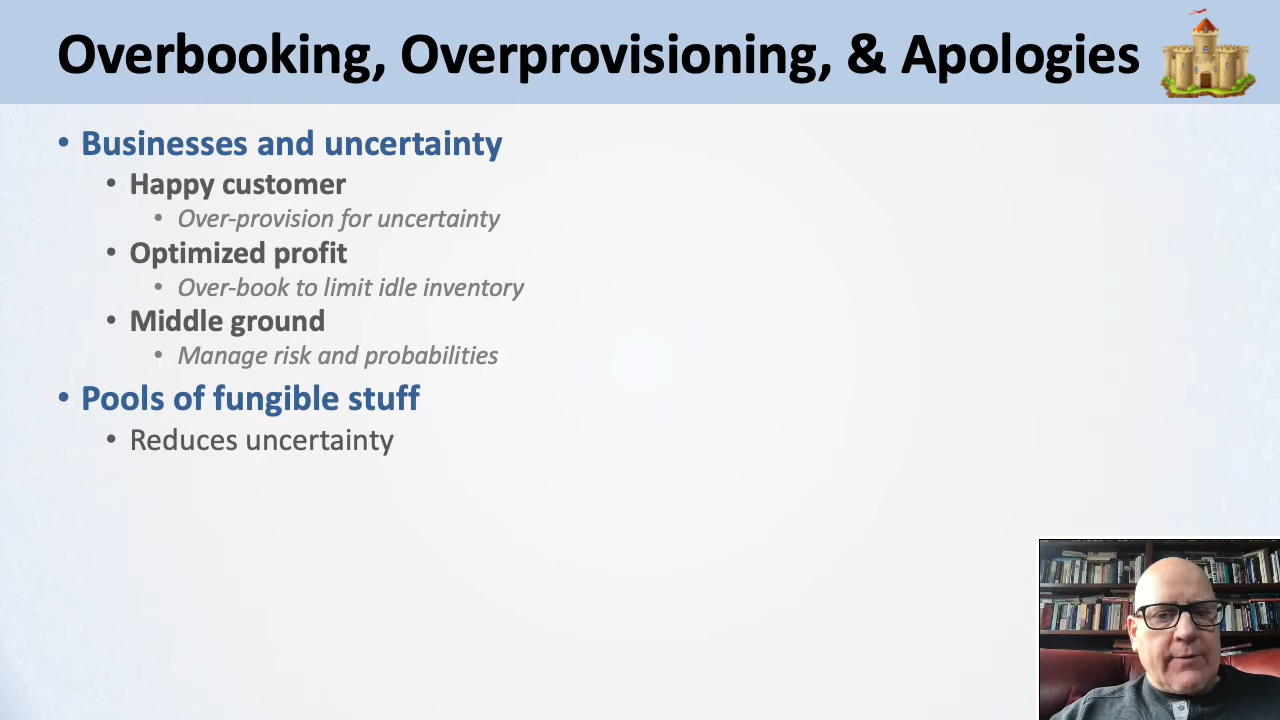 Overbooking, Overprovisioning, & Apologies
• Businesses and uncertainty
• Happy customer
• Over-provision for uncertainty
• Optimized profit
• Over-book to limit idle inventory
• Middle ground
• Manage risk and probabilities
• Pools of fungible stuff
• Reduces uncertainty